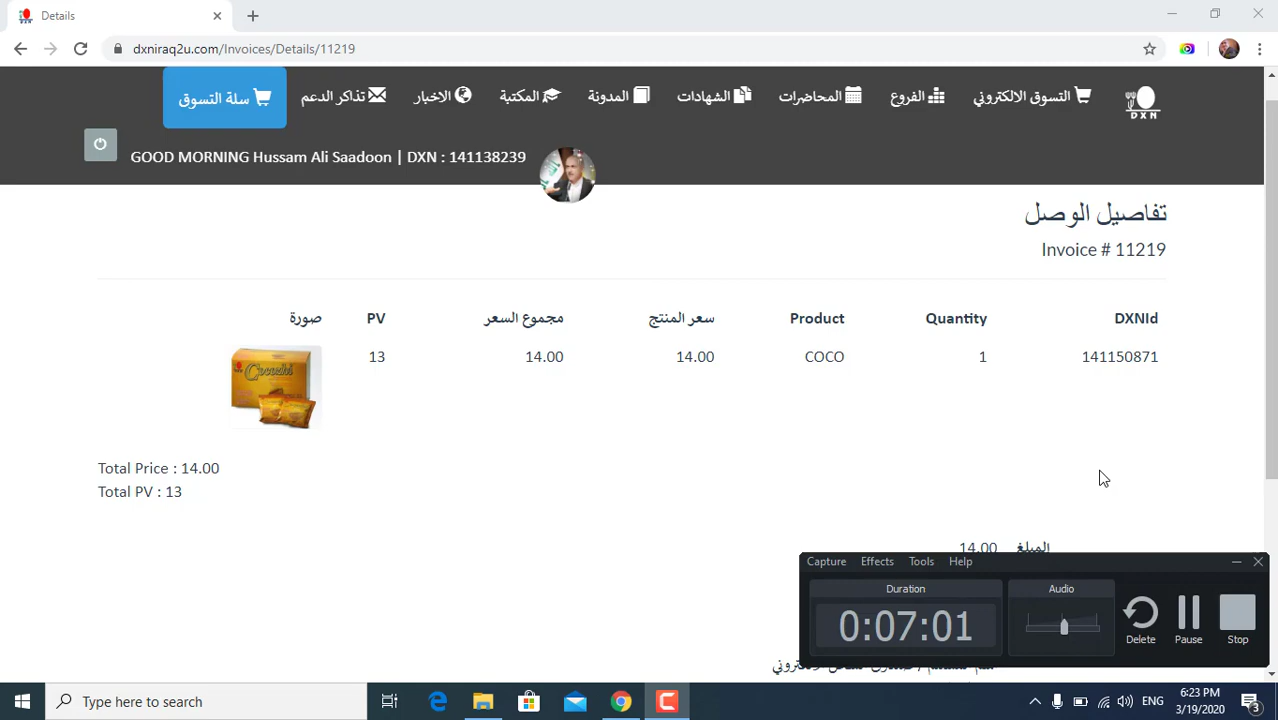 Details
dxniraq2u.com/Invoices/Details/11219
التسوق الالكتروني
الفروع
المحاضرات
الشهادات
المدونة
المكتبة
الاخبار
تذاكر الدعم
سلة التسوق
DXN
GOOD MORNING Hussam Ali Saadoon | DXN : 141138239
تفاصيل الوصل
Invoice # 11219
DXNId Quantity Product سعر المنتج مجموع السعر PV صورة
141150871 1 COCO 14.00 14.00 13
Cocozhi
Total Price : 14.00
Total PV : 13
المبلغ 14.00
Capture Effects Tools Help
Duration
Audio
0:07:01
Delete Pause Stop
Type here to search
ENG
6:23 PM
3/19/2020
3